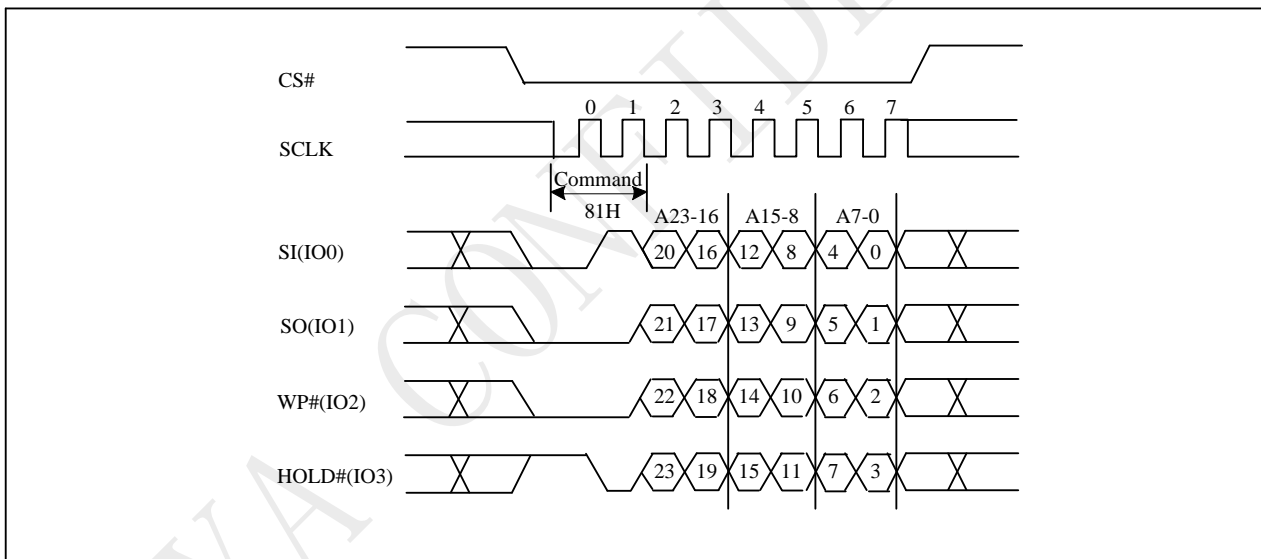 CS#
0 1 2 3 4 5 6 7
SCLK
Command
81H
A23-16 A15-8 A7-0
SI(IO0) 20 16 12 8 4 0
SO(IO1) 21 17 13 9 5 1
WP#(IO2) 22 18 14 10 6 2
HOLD#(IO3) 23 19 15 11 7 3